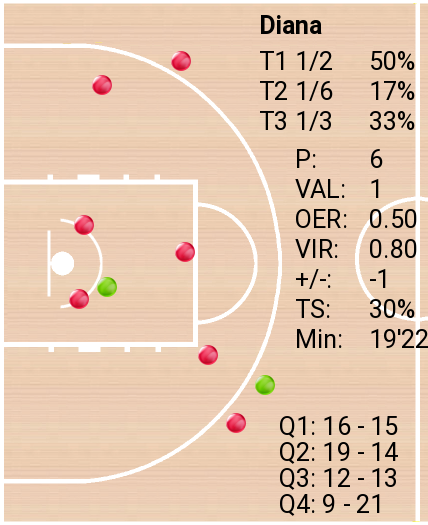 Diana
T1 1/2 50%
T2 1/6 17%
T3 1/3 33%
P: 6
VAL: 1
OER: 0.50
VIR: 0.80
+/-: -1
TS: 30%
Min: 19'22
Q1: 16 - 15
Q2: 19 - 14
Q3: 12 - 13
Q4: 9 - 21